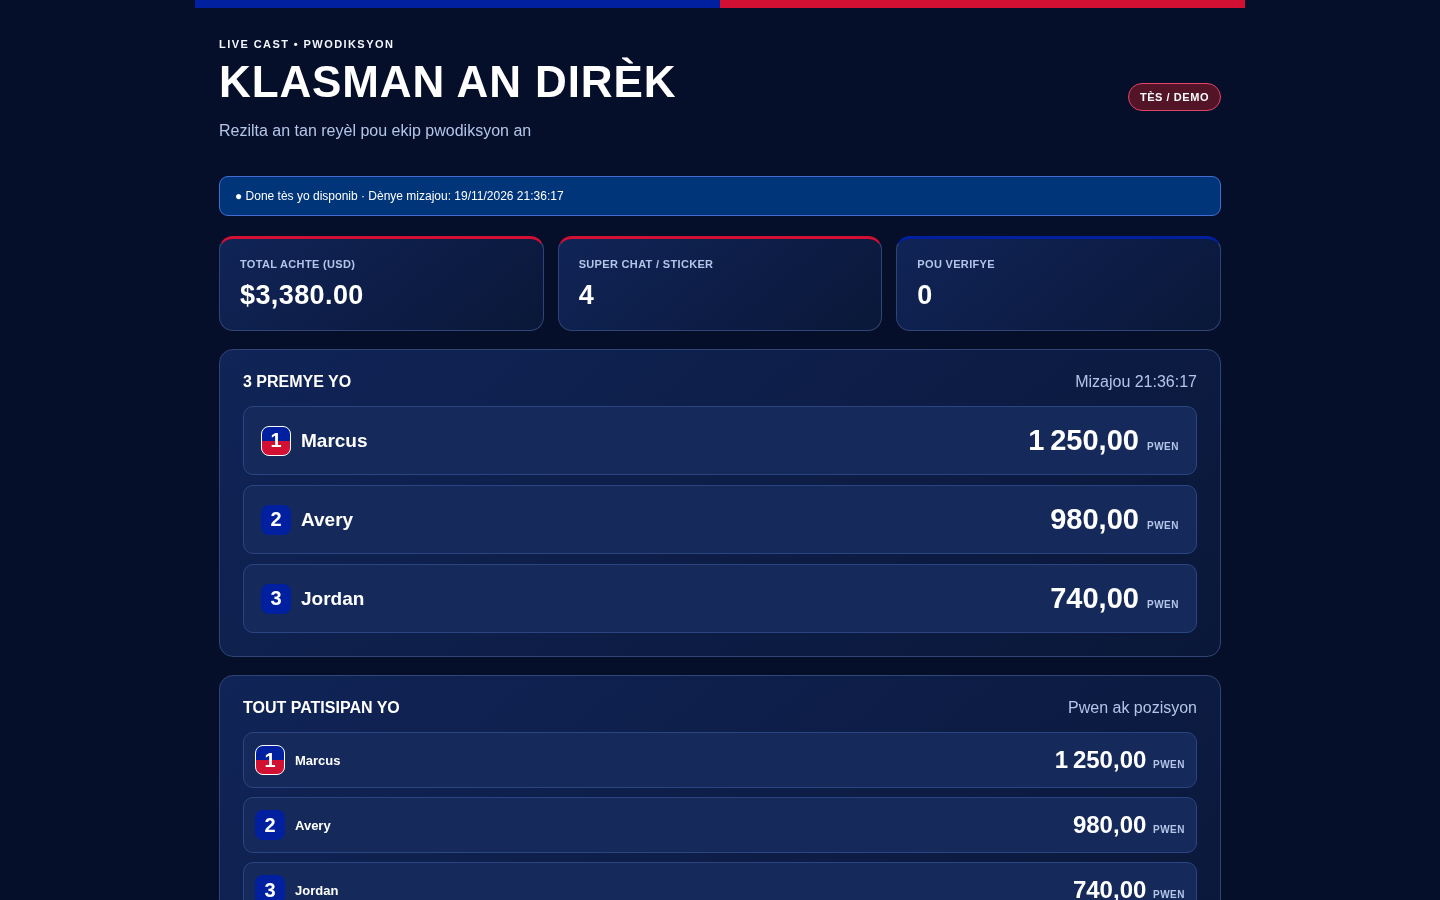 LIVE CAST • PWODIKSYON
KLASMAN AN DIRÈK
TÈS / DEMO
Rezilta an tan reyèl pou ekip pwodiksyon an
● Done tès yo disponib · Dènye mizajou: 19/11/2026 21:36:17
TOTAL ACHTE (USD)
$3,380.00
SUPER CHAT / STICKER
4
POU VERIFYE
0
3 PREMYE YO
Mizajou 21:36:17
1 Marcus 1 250,00 PWEN
2 Avery 980,00 PWEN
3 Jordan 740,00 PWEN
TOUT PATISIPAN YO
Pwen ak pozisyon
1 Marcus 1 250,00 PWEN
2 Avery 980,00 PWEN
3 Jordan 740,00 PWEN